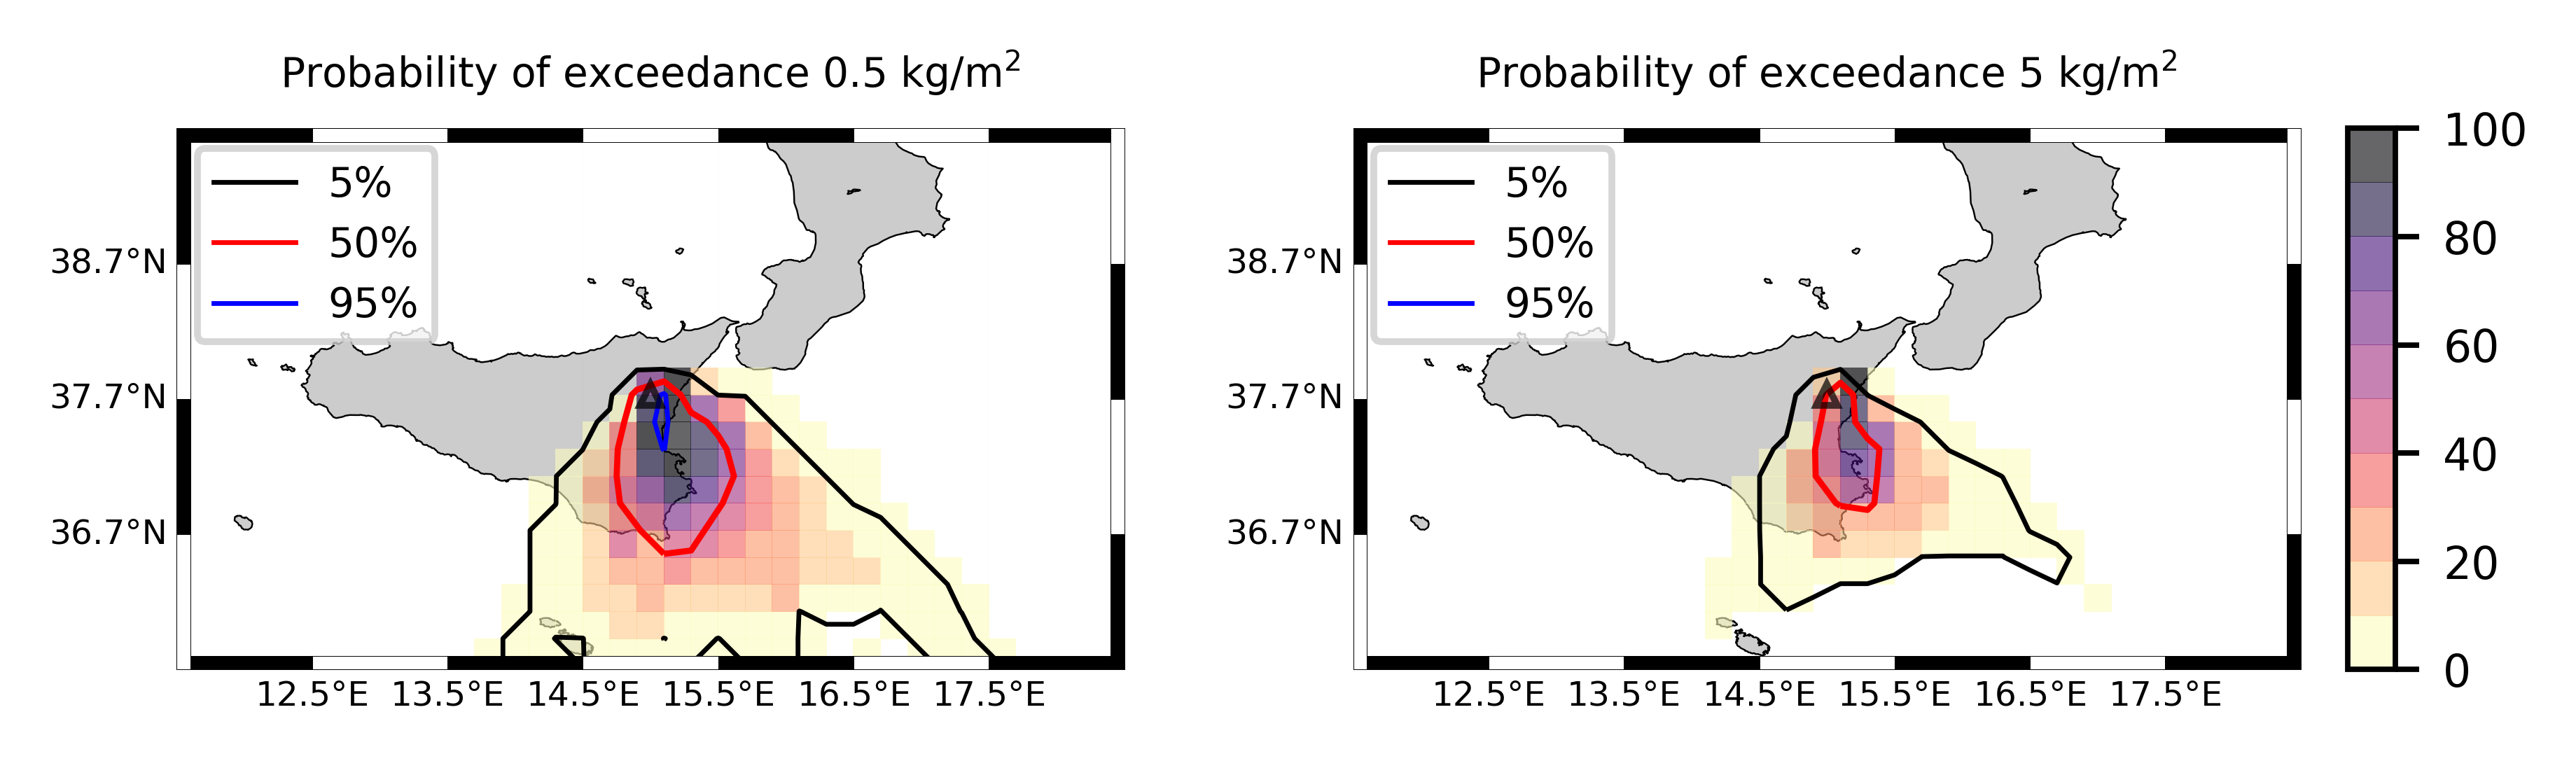 Probability of exceedance 0.5 kg/m²
5%
50%
95%
38.7°N
37.7°N
36.7°N
12.5°E 13.5°E 14.5°E 15.5°E 16.5°E 17.5°E
Probability of exceedance 5 kg/m²
5%
50%
95%
38.7°N
37.7°N
36.7°N
12.5°E 13.5°E 14.5°E 15.5°E 16.5°E 17.5°E
100
80
60
40
20
0